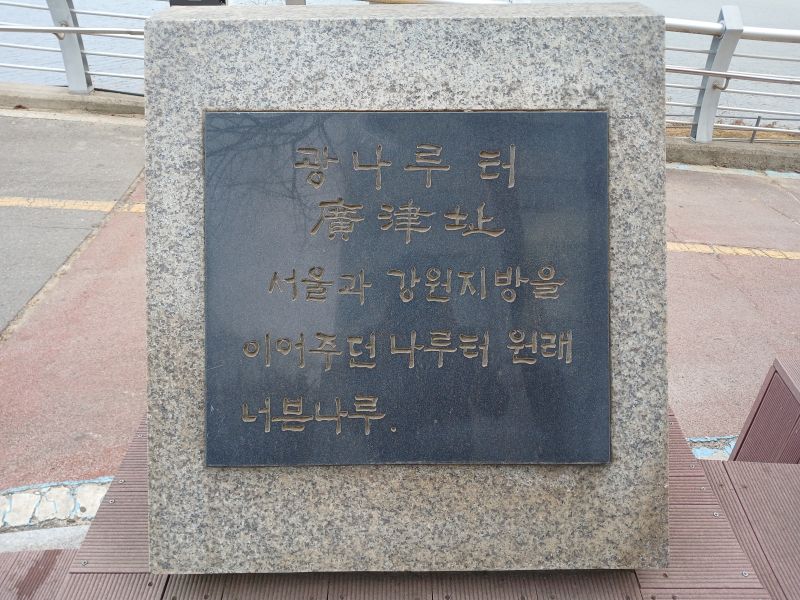 광나루터
廣津址
서울과 강원지방을
이어주던 나루터 원래
너븐나루.